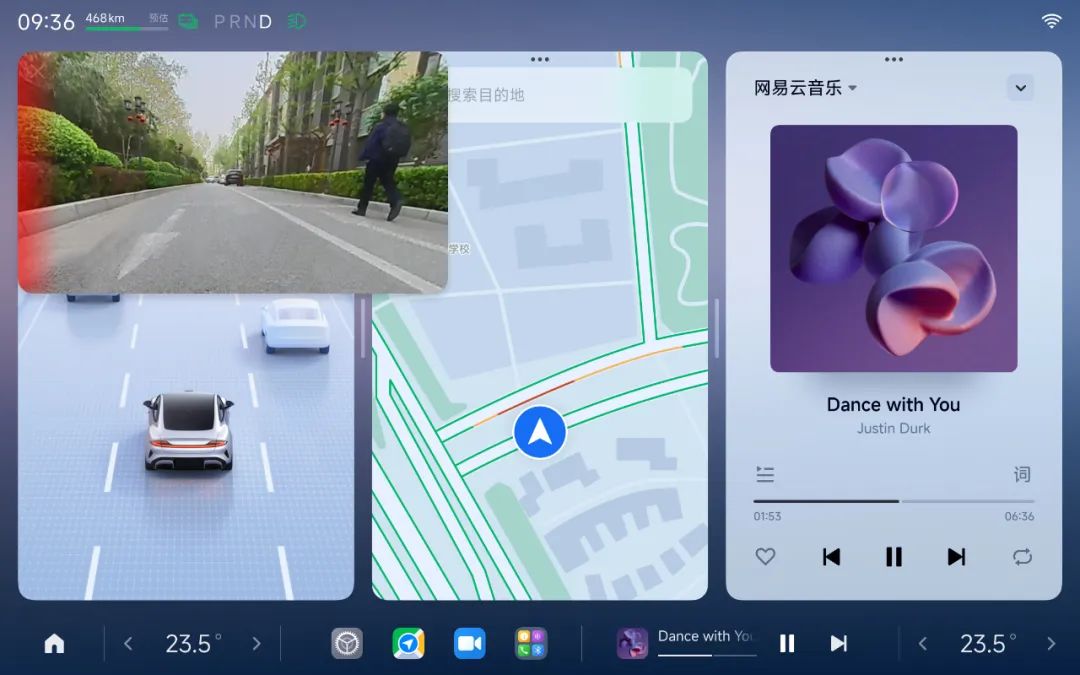 09:36
468km
预估
PRND
搜索目的地
学校
网易云音乐
Dance with You
Justin Durk
词
01:53
06:36
23.5°
Dance with You
23.5°